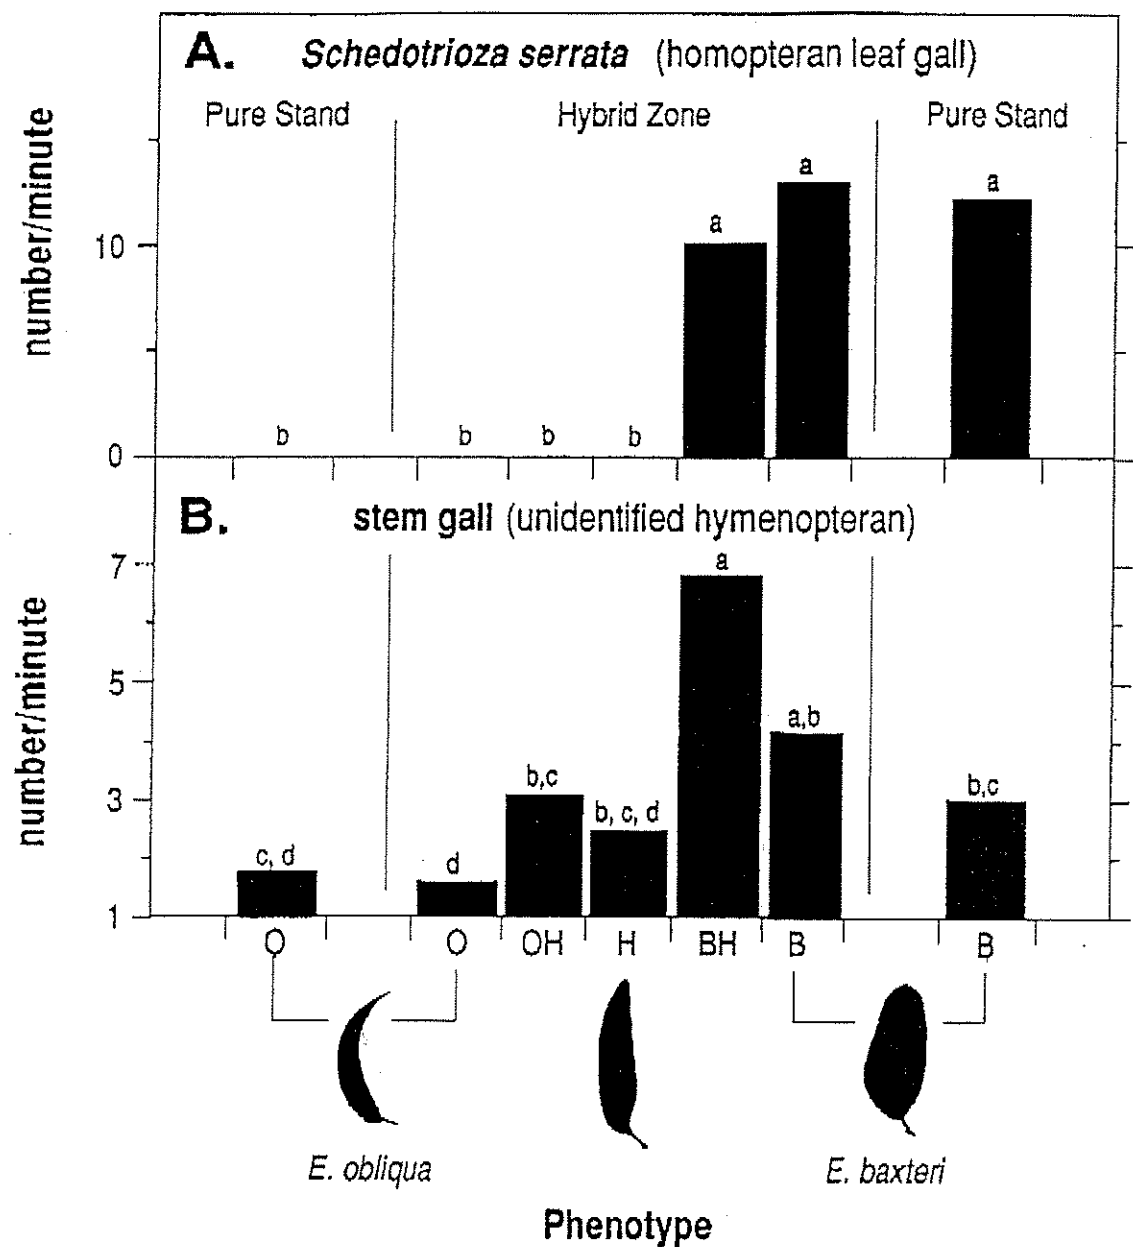 A. Schedotrioza serrata (homopteran leaf gall)
Pure Stand Hybrid Zone Pure Stand
number/minute
10
0
b b b b a a a
B. stem gall (unidentified hymenopteran)
number/minute
7
5
3
1
c, d d b,c b, c, d a a,b b,c
O O OH H BH B B
E. obliqua E. baxteri
Phenotype